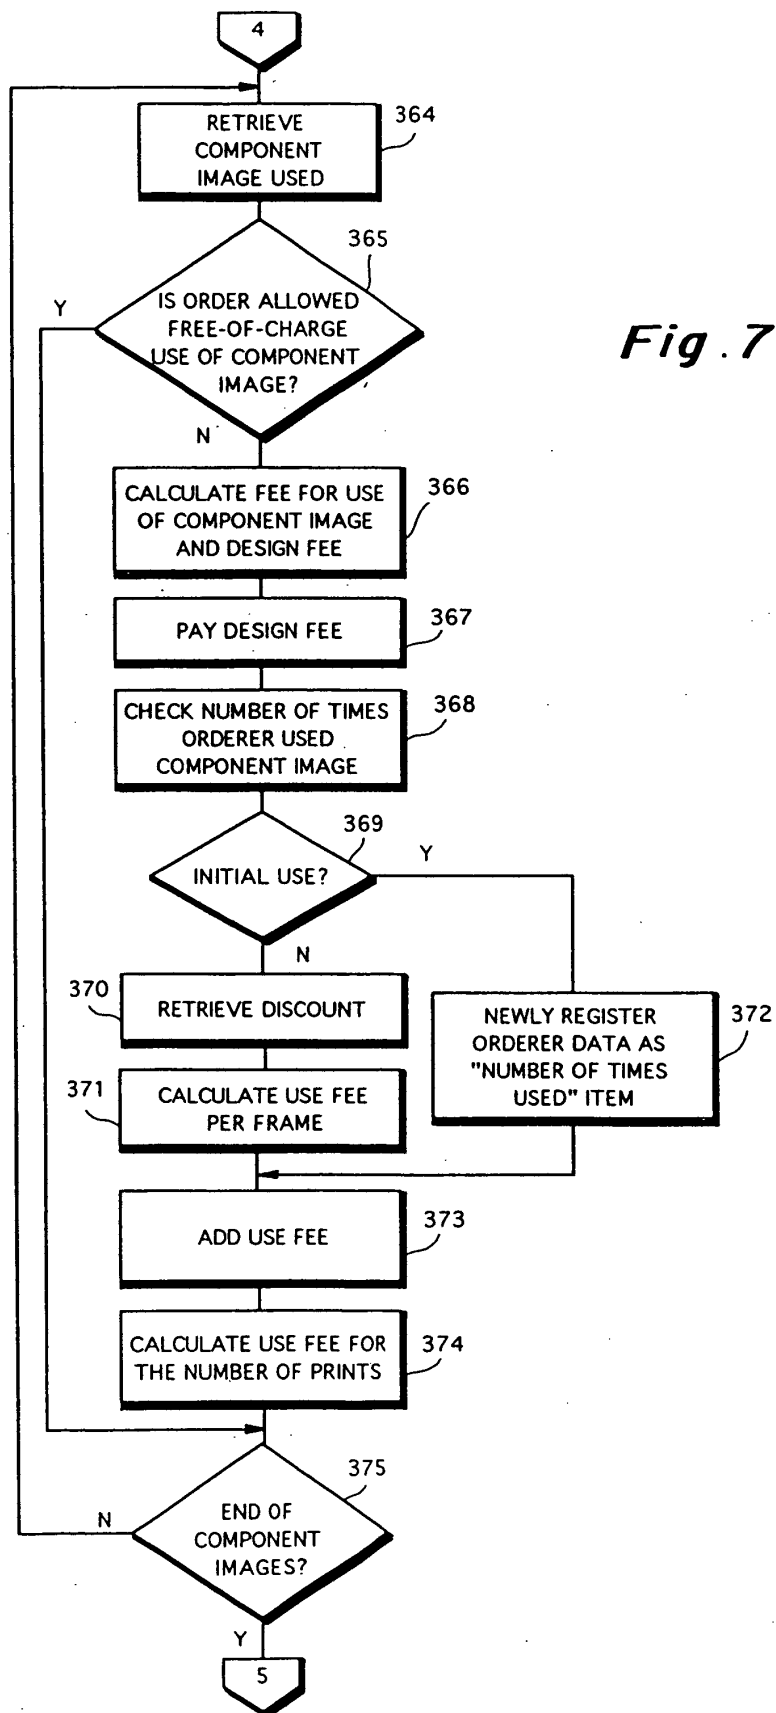 4
RETRIEVE
COMPONENT
IMAGE USED
364
365
Y
IS ORDER ALLOWED
FREE-OF-CHARGE
USE OF COMPONENT
IMAGE?
Fig. 7
N
CALCULATE FEE FOR USE
OF COMPONENT IMAGE
AND DESIGN FEE
366
PAY DESIGN FEE
367
CHECK NUMBER OF TIMES
ORDERER USED
COMPONENT IMAGE
368
369
INITIAL USE?
Y
N
370
RETRIEVE DISCOUNT
NEWLY REGISTER
ORDERER DATA AS
"NUMBER OF TIMES
USED" ITEM
372
371
CALCULATE USE FEE
PER FRAME
ADD USE FEE
373
CALCULATE USE FEE FOR
THE NUMBER OF PRINTS
374
375
N
END OF
COMPONENT
IMAGES?
Y
5